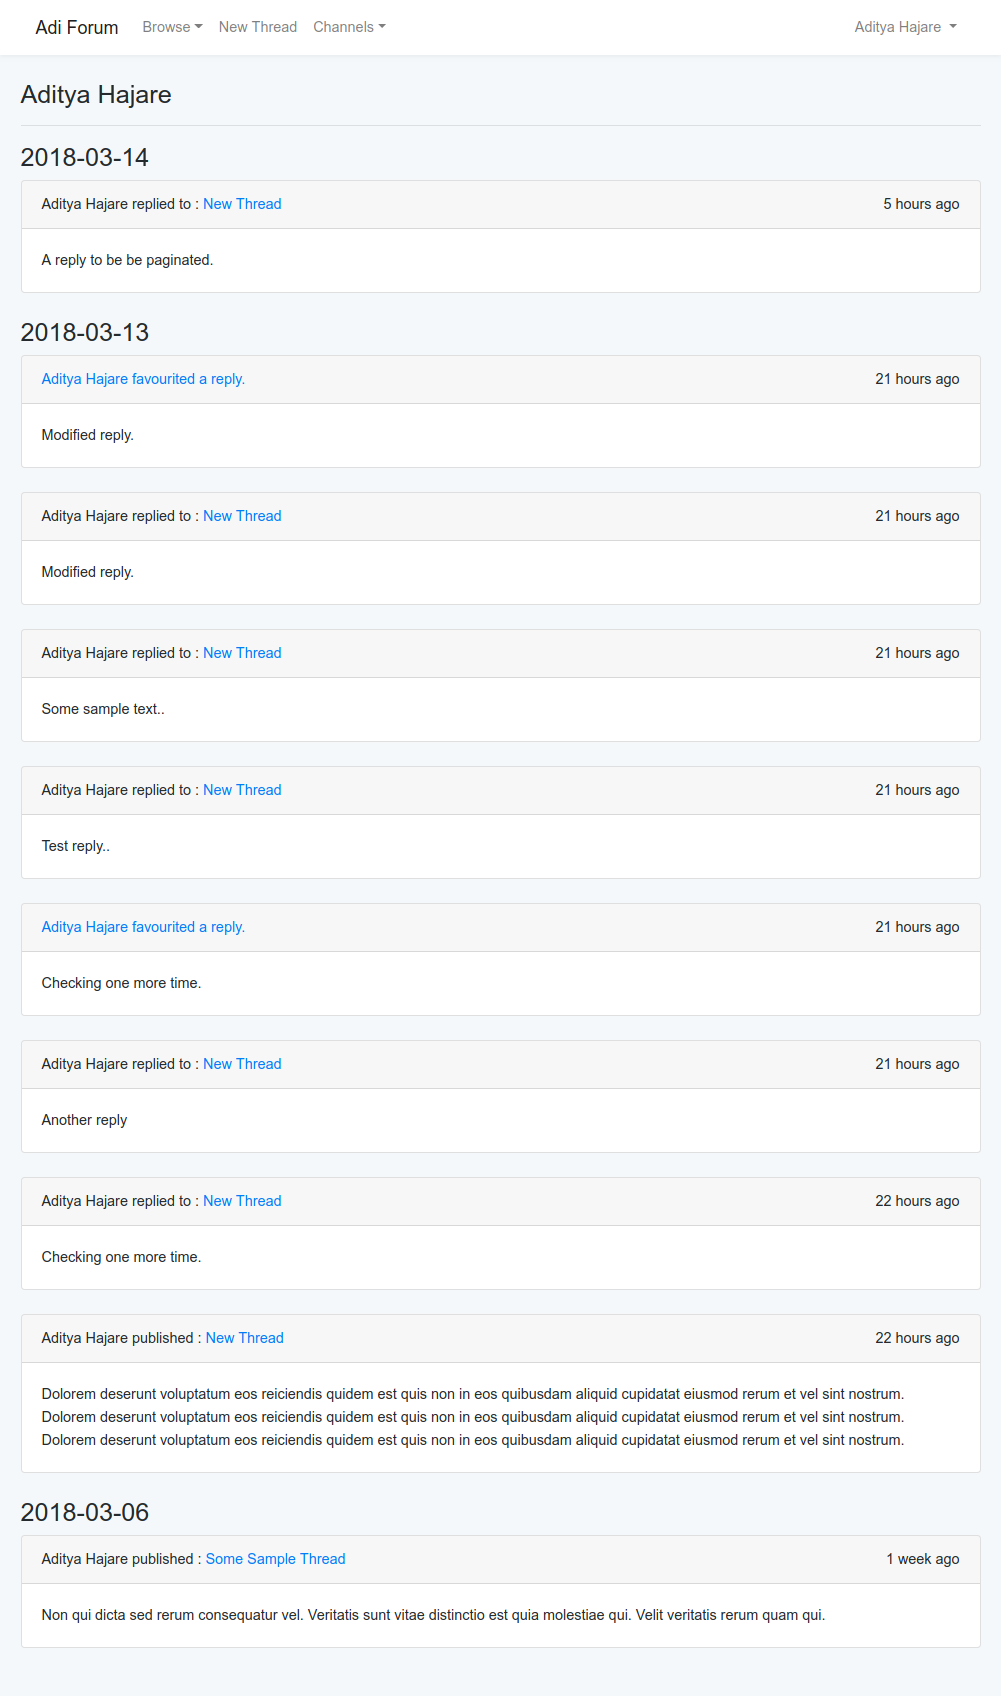 Adi Forum Browse New Thread Channels Aditya Hajare
Aditya Hajare
2018-03-14
Aditya Hajare replied to : New Thread 5 hours ago
A reply to be be paginated.
2018-03-13
Aditya Hajare favourited a reply. 21 hours ago
Modified reply.
Aditya Hajare replied to : New Thread 21 hours ago
Modified reply.
Aditya Hajare replied to : New Thread 21 hours ago
Some sample text..
Aditya Hajare replied to : New Thread 21 hours ago
Test reply..
Aditya Hajare favourited a reply. 21 hours ago
Checking one more time.
Aditya Hajare replied to : New Thread 21 hours ago
Another reply
Aditya Hajare replied to : New Thread 22 hours ago
Checking one more time.
Aditya Hajare published : New Thread 22 hours ago
Dolorem deserunt voluptatum eos reiciendis quidem est quis non in eos quibusdam aliquid cupidatat eiusmod rerum et vel sint nostrum.
Dolorem deserunt voluptatum eos reiciendis quidem est quis non in eos quibusdam aliquid cupidatat eiusmod rerum et vel sint nostrum.
Dolorem deserunt voluptatum eos reiciendis quidem est quis non in eos quibusdam aliquid cupidatat eiusmod rerum et vel sint nostrum.
2018-03-06
Aditya Hajare published : Some Sample Thread 1 week ago
Non qui dicta sed rerum consequatur vel. Veritatis sunt vitae distinctio est quia molestiae qui. Velit veritatis rerum quam qui.